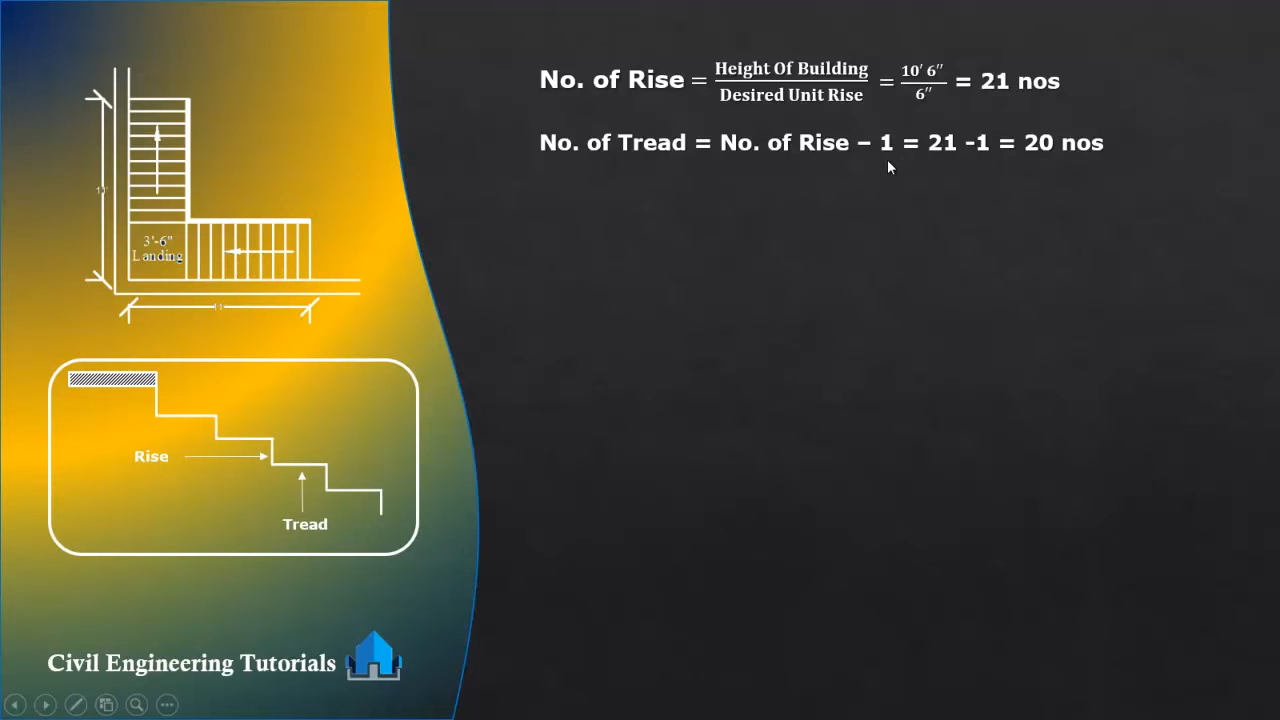 No. of Rise = Height Of Building / Desired Unit Rise = 10′ 6″ / 6″ = 21 nos
No. of Tread = No. of Rise – 1 = 21 -1 = 20 nos
3'-6"
Landing
Rise
Tread
Civil Engineering Tutorials